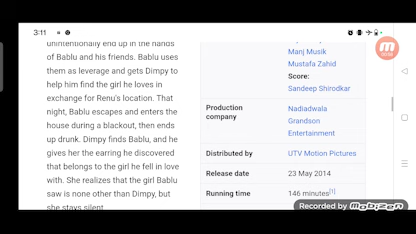 3:11
unintentionally end up in the hands
of Bablu and his friends. Bablu uses
them as leverage and gets Dimpy to
help him find the girl he loves in
exchange for Renu's location. That
night, Bablu escapes and enters the
house during a blackout, then ends
up drunk. Dimpy finds Bablu, and he
gives her the earring he discovered
that belongs to the girl he fell in love
with. She realizes that the girl Bablu
saw is none other than Dimpy, but
she stays silent
Manj Musik
Mustafa Zahid
Score:
Sandeep Shirodkar
Production company
Nadiadwala
Grandson
Entertainment
Distributed by UTV Motion Pictures
Release date 23 May 2014
Running time 146 minutes[1]
Recorded by mobizen